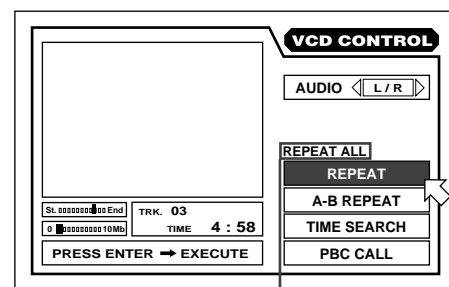 VCD CONTROL
AUDIO L / R
REPEAT ALL
REPEAT
A-B REPEAT
TIME SEARCH
PBC CALL
St. End
0 10Mb
TRK. 03
TIME 4 : 58
PRESS ENTER ➞ EXECUTE